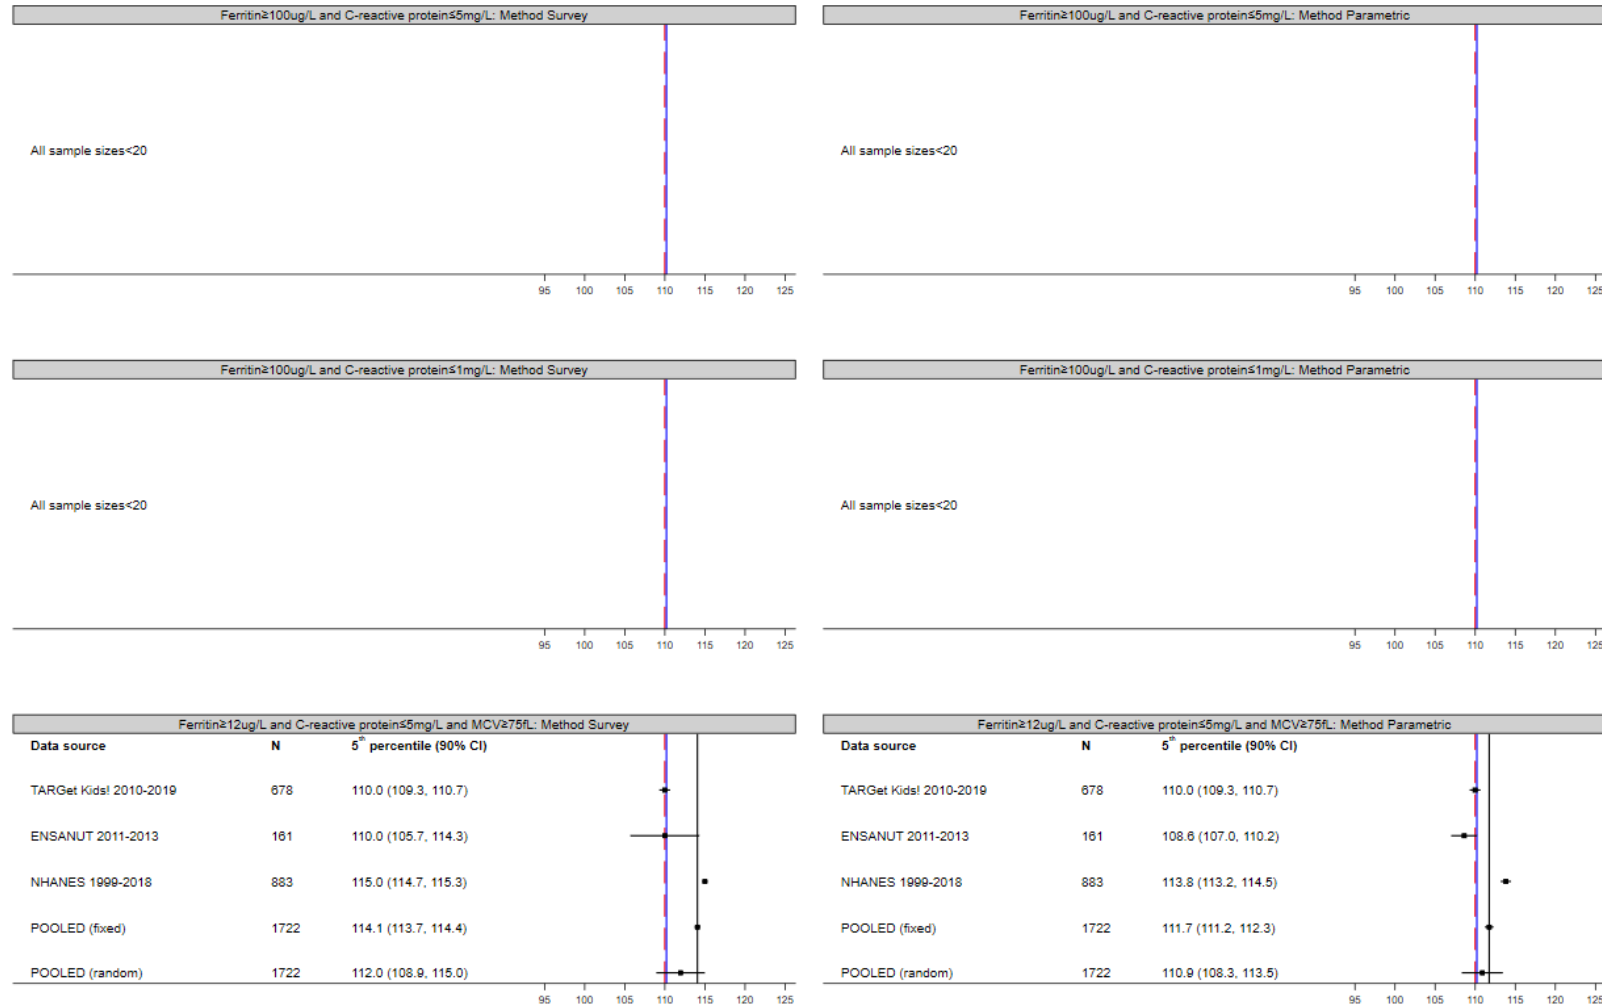 Ferritin≥100ug/L and C-reactive protein≤5mg/L: Method Survey
All sample sizes<20
95 100 105 110 115 120 125
Ferritin≥100ug/L and C-reactive protein≤5mg/L: Method Parametric
All sample sizes<20
95 100 105 110 115 120 125
Ferritin≥100ug/L and C-reactive protein≤1mg/L: Method Survey
All sample sizes<20
95 100 105 110 115 120 125
Ferritin≥100ug/L and C-reactive protein≤1mg/L: Method Parametric
All sample sizes<20
95 100 105 110 115 120 125
Ferritin≥12ug/L and C-reactive protein≤5mg/L and MCV≥75fL: Method Survey
Data source N 5th percentile (90% CI)
TARGet Kids! 2010-2019 678 110.0 (109.3, 110.7)
ENSANUT 2011-2013 161 110.0 (105.7, 114.3)
NHANES 1999-2018 883 115.0 (114.7, 115.3)
POOLED (fixed) 1722 114.1 (113.7, 114.4)
POOLED (random) 1722 112.0 (108.9, 115.0)
95 100 105 110 115 120 125
Ferritin≥12ug/L and C-reactive protein≤5mg/L and MCV≥75fL: Method Parametric
Data source N 5th percentile (90% CI)
TARGet Kids! 2010-2019 678 110.0 (109.3, 110.7)
ENSANUT 2011-2013 161 108.6 (107.0, 110.2)
NHANES 1999-2018 883 113.8 (113.2, 114.5)
POOLED (fixed) 1722 111.7 (111.2, 112.3)
POOLED (random) 1722 110.9 (108.3, 113.5)
95 100 105 110 115 120 125